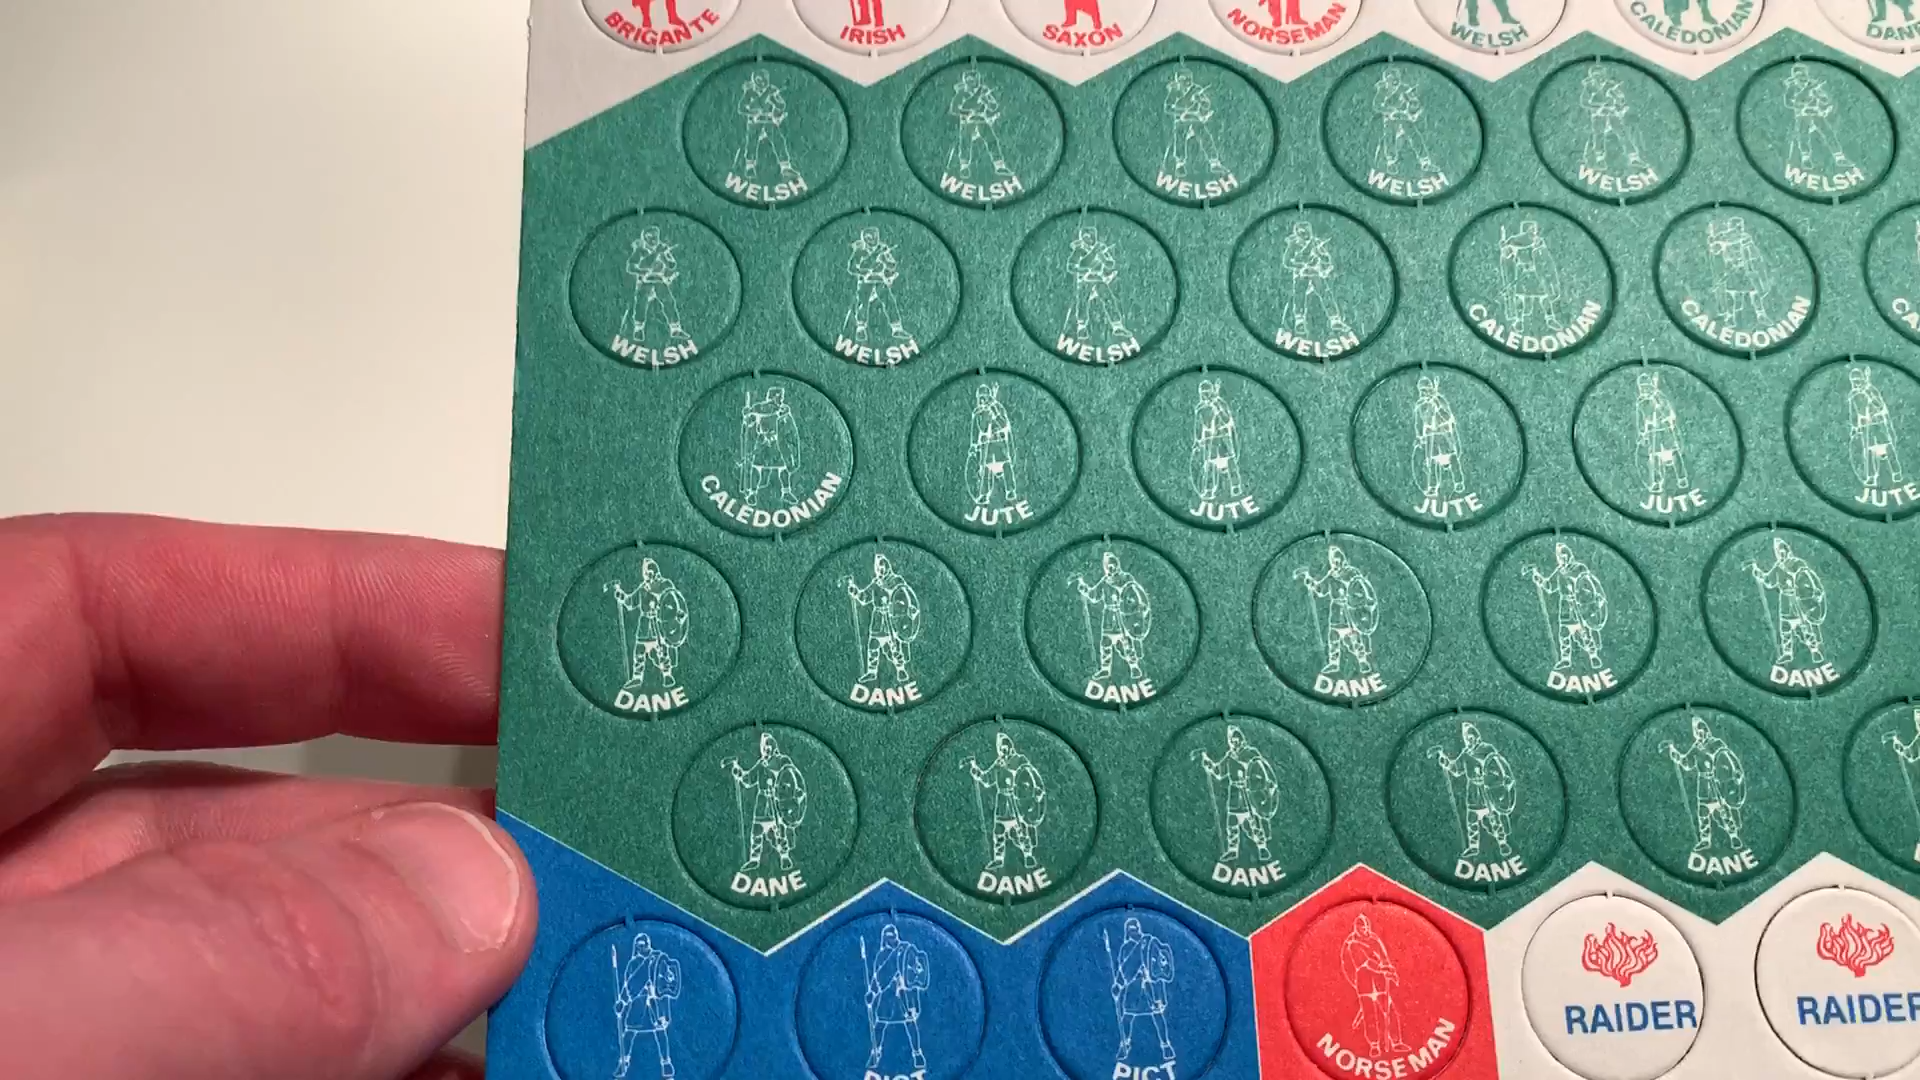 BRIGANTE IRISH SAXON NORSEMAN WELSH CALEDONIAN DANE
WELSH WELSH WELSH WELSH WELSH WELSH
WELSH WELSH WELSH WELSH CALEDONIAN CALEDONIAN
CALEDONIAN JUTE JUTE JUTE JUTE JUTE
DANE DANE DANE DANE DANE DANE
DANE DANE DANE DANE DANE
PICT PICT NORSEMAN RAIDER RAIDER